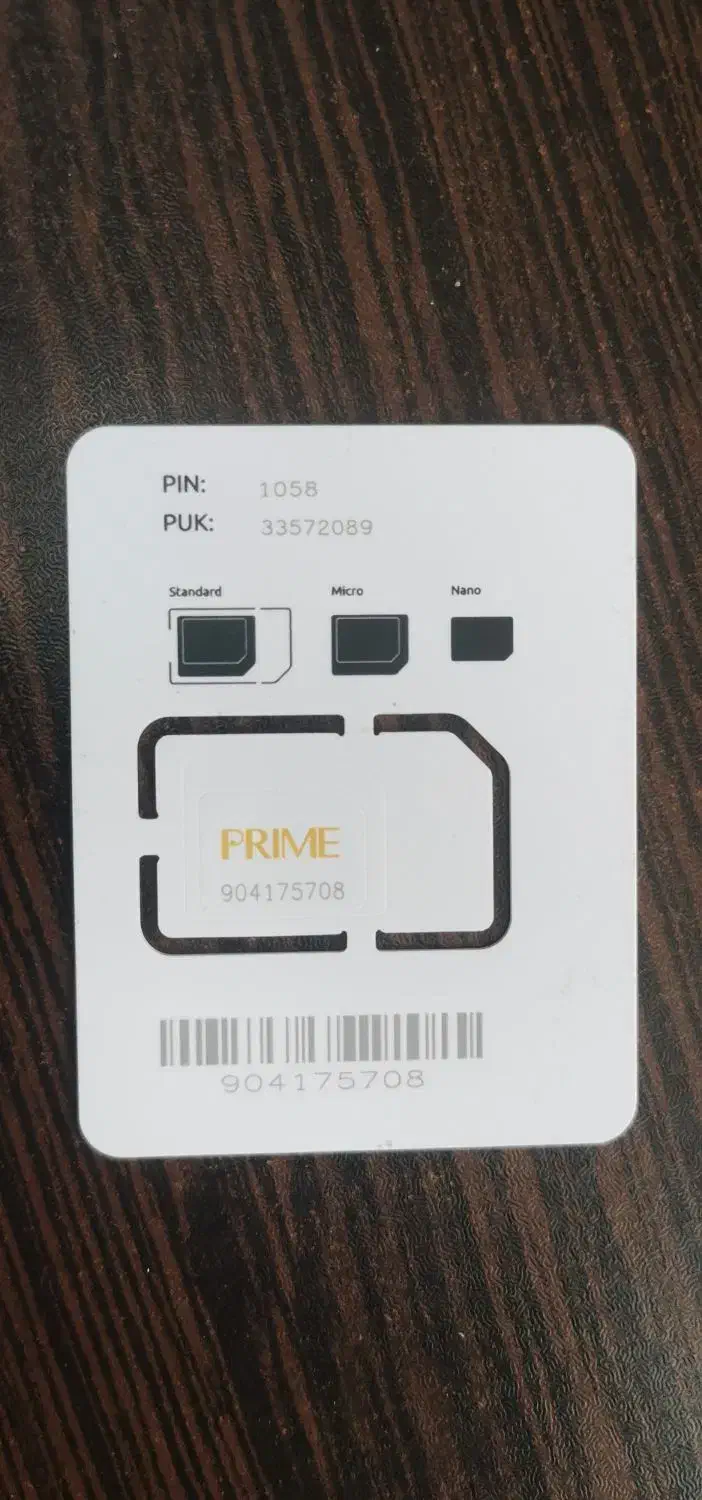 PIN: 1058
PUK: 33572089
Standard Micro Nano
PRIME
904175708
904175708